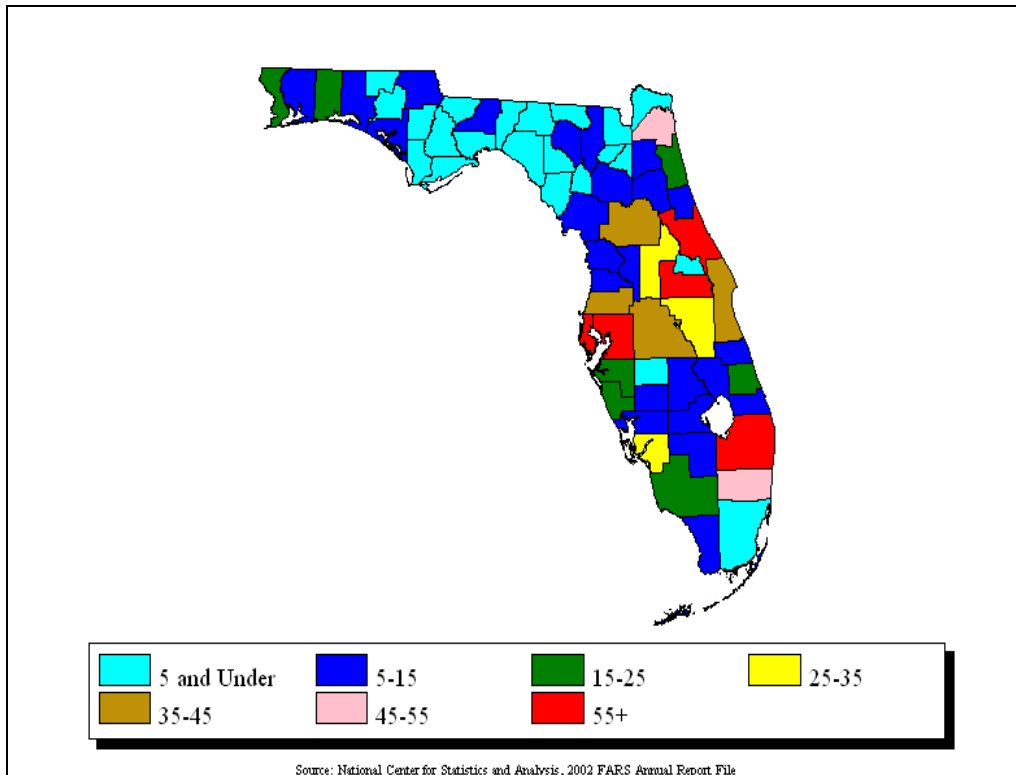 5 and Under 5-15 15-25 25-35
35-45 45-55 55+
Source: National Center for Statistics and Analysis, 2002 FARS Annual Report File